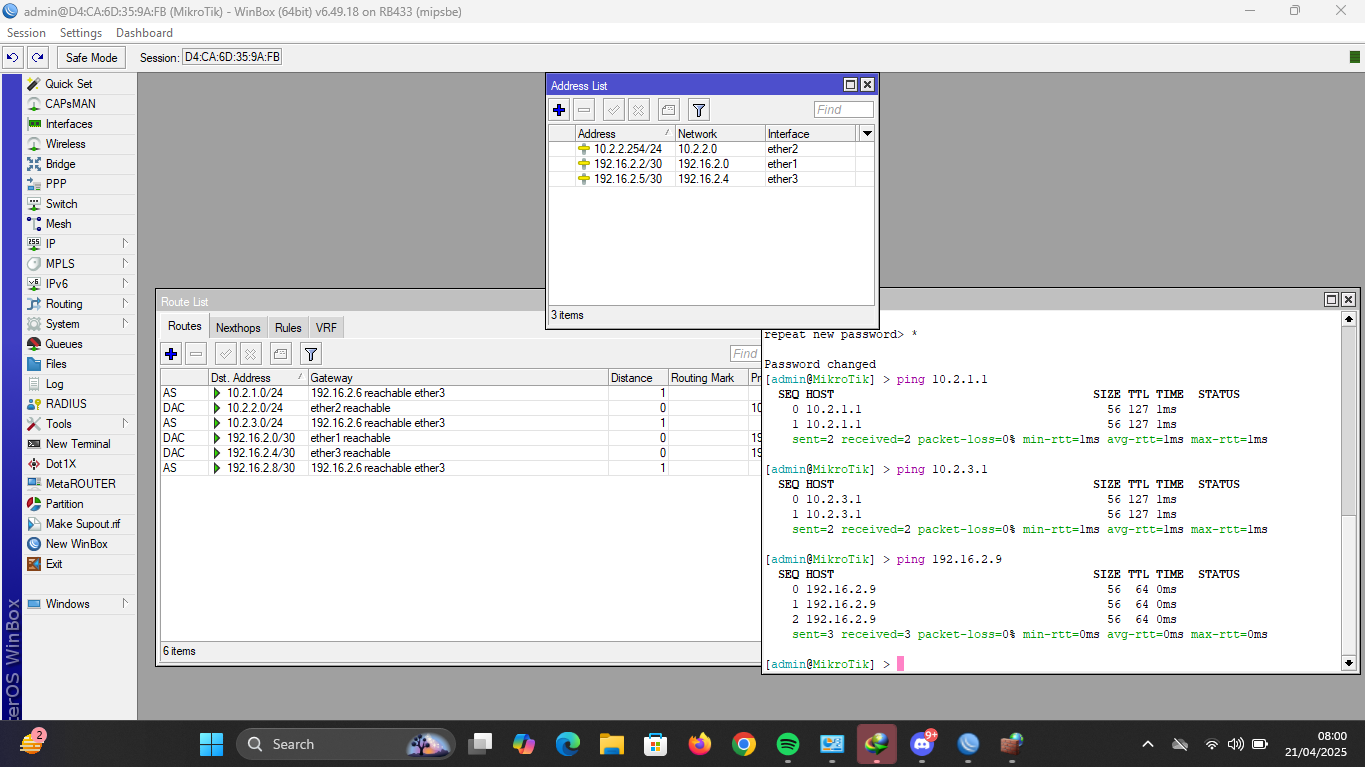 admin@D4:CA:6D:35:9A:FB (MikroTik) - WinBox (64bit) v6.49.18 on RB433 (mipsbe)
Session Settings Dashboard
Safe Mode Session: D4:CA:6D:35:9A:FB
Quick Set
CAPsMAN
Interfaces
Wireless
Bridge
PPP
Switch
Mesh
IP
MPLS
IPv6
Routing
System
Queues
Files
Log
RADIUS
Tools
New Terminal
Dot1X
MetaROUTER
Partition
Make Supout.rif
New WinBox
Exit
Windows
terOS WinBox
Address List
Find
Address Network Interface
10.2.2.254/24 10.2.2.0 ether2
192.16.2.2/30 192.16.2.0 ether1
192.16.2.5/30 192.16.2.4 ether3
3 items
Route List
Routes Nexthops Rules VRF
Find
Dst. Address Gateway Distance Routing Mark Pr
AS 10.2.1.0/24 192.16.2.6 reachable ether3 1
DAC 10.2.2.0/24 ether2 reachable 0 10
AS 10.2.3.0/24 192.16.2.6 reachable ether3 1
DAC 192.16.2.0/30 ether1 reachable 0 19
DAC 192.16.2.4/30 ether3 reachable 0 19
AS 192.16.2.8/30 192.16.2.6 reachable ether3 1
6 items
repeat new password> *
Password changed
[admin@MikroTik] > ping 10.2.1.1
SEQ HOST SIZE TTL TIME STATUS
0 10.2.1.1 56 127 1ms
1 10.2.1.1 56 127 1ms
sent=2 received=2 packet-loss=0% min-rtt=1ms avg-rtt=1ms max-rtt=1ms
[admin@MikroTik] > ping 10.2.3.1
SEQ HOST SIZE TTL TIME STATUS
0 10.2.3.1 56 127 1ms
1 10.2.3.1 56 127 1ms
sent=2 received=2 packet-loss=0% min-rtt=1ms avg-rtt=1ms max-rtt=1ms
[admin@MikroTik] > ping 192.16.2.9
SEQ HOST SIZE TTL TIME STATUS
0 192.16.2.9 56 64 0ms
1 192.16.2.9 56 64 0ms
2 192.16.2.9 56 64 0ms
sent=3 received=3 packet-loss=0% min-rtt=0ms avg-rtt=0ms max-rtt=0ms
[admin@MikroTik] >
2
Search
9+
08:00
21/04/2025